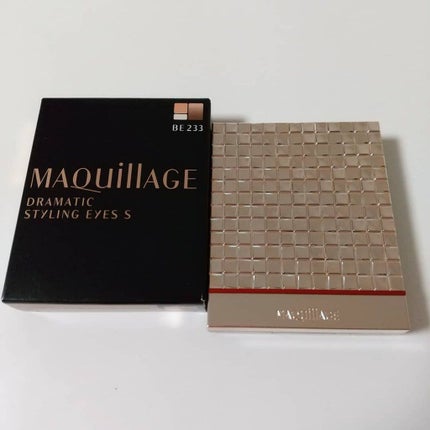 BE 233
MAQuillAGE
DRAMATIC
STYLING EYES S
MAQuillAGE